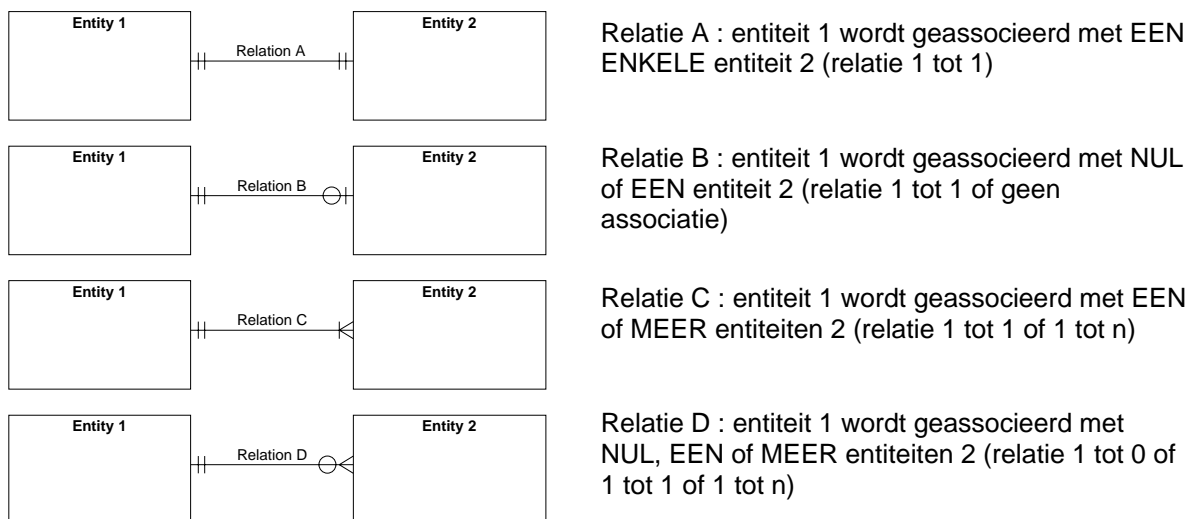 Entity 1
Relation A
Entity 2
Relatie A : entiteit 1 wordt geassocieerd met EEN
ENKELE entiteit 2 (relatie 1 tot 1)
Entity 1
Relation B
Entity 2
Relatie B : entiteit 1 wordt geassocieerd met NUL
of EEN entiteit 2 (relatie 1 tot 1 of geen
associatie)
Entity 1
Relation C
Entity 2
Relatie C : entiteit 1 wordt geassocieerd met EEN
of MEER entiteiten 2 (relatie 1 tot 1 of 1 tot n)
Entity 1
Relation D
Entity 2
Relatie D : entiteit 1 wordt geassocieerd met
NUL, EEN of MEER entiteiten 2 (relatie 1 tot 0 of
1 tot 1 of 1 tot n)